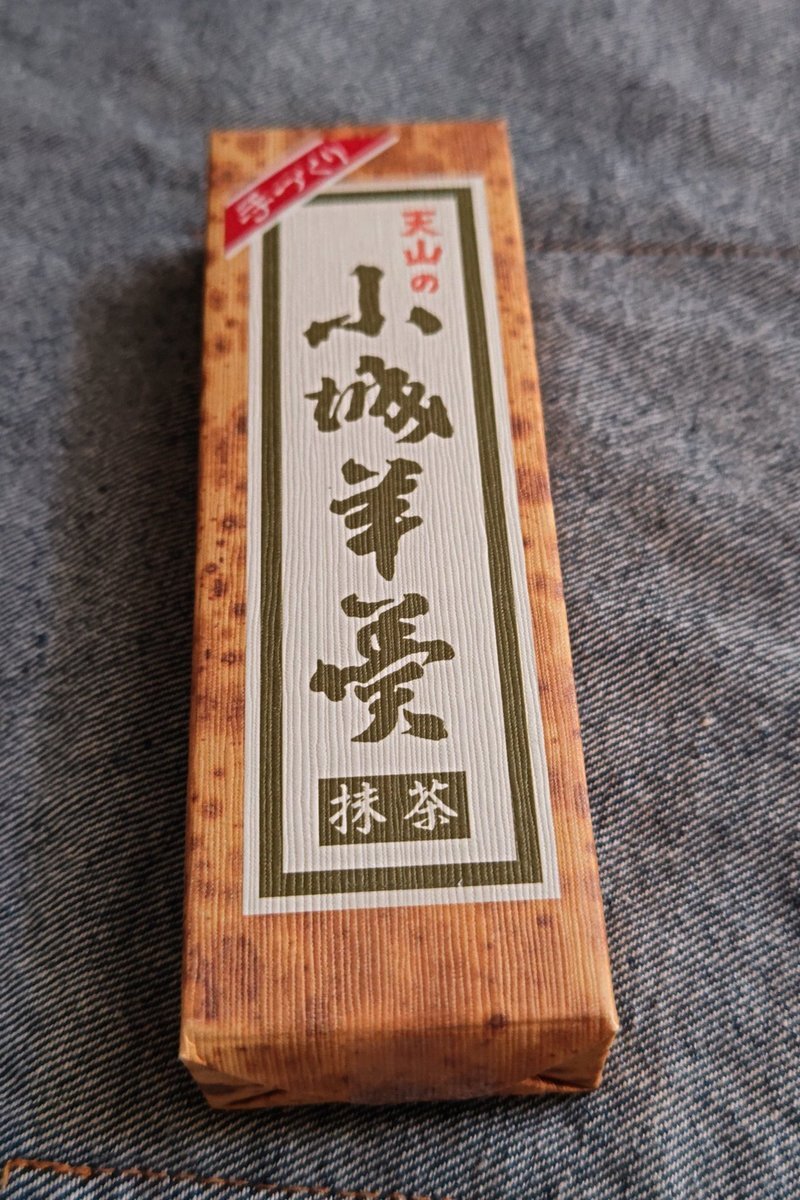 手づくり
天山の
小城羊羹
抹茶